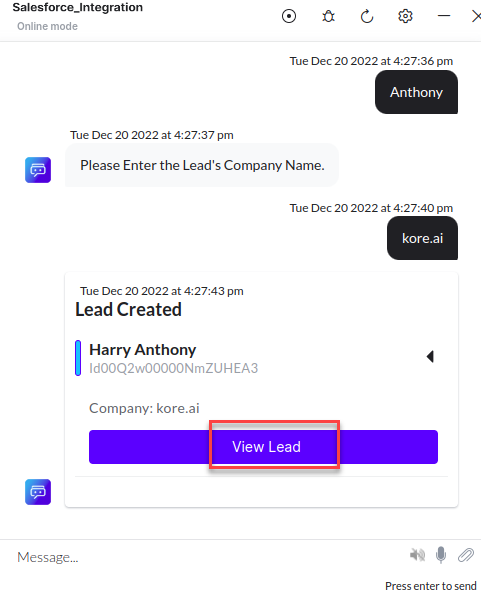 Salesforce_Integration
Online mode
Tue Dec 20 2022 at 4:27:36 pm
Anthony
Tue Dec 20 2022 at 4:27:37 pm
Please Enter the Lead's Company Name.
Tue Dec 20 2022 at 4:27:40 pm
kore.ai
Tue Dec 20 2022 at 4:27:43 pm
Lead Created
Harry Anthony
Id00Q2w00000NmZUHEA3
Company: kore.ai
View Lead
Message...
Press enter to send